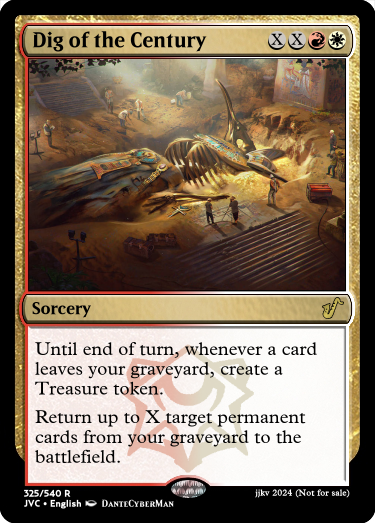 Dig of the Century XXRW
Sorcery
Until end of turn, whenever a card
leaves your graveyard, create a
Treasure token.
Return up to X target permanent
cards from your graveyard to the
battlefield.
325/540 R
JVC • English DanteCyberMan
jjkv 2024 (Not for sale)